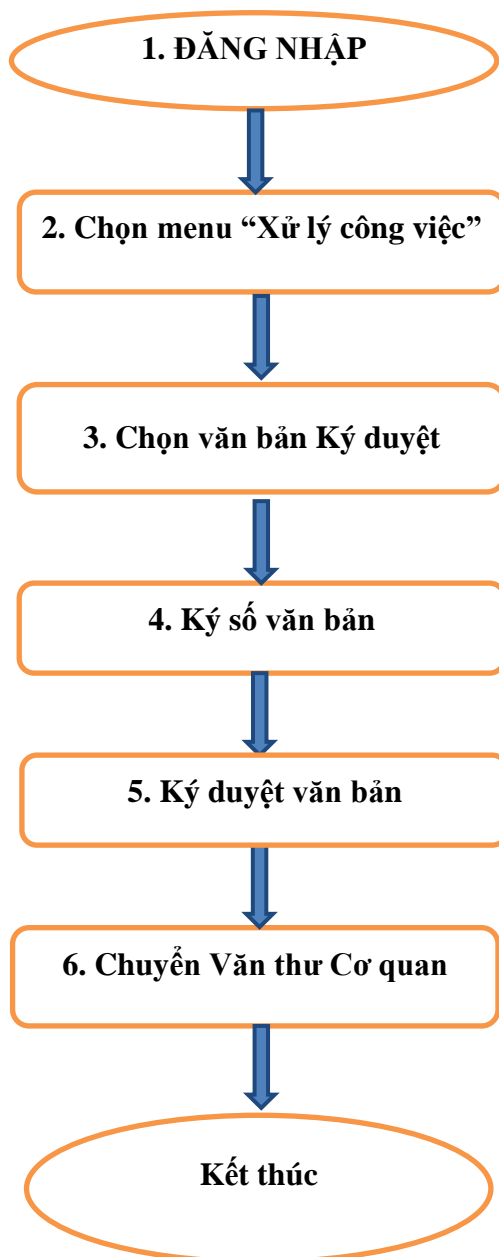 1. ĐĂNG NHẬP
2. Chọn menu “Xử lý công việc”
3. Chọn văn bản Ký duyệt
4. Ký số văn bản
5. Ký duyệt văn bản
6. Chuyển Văn thư Cơ quan
Kết thúc